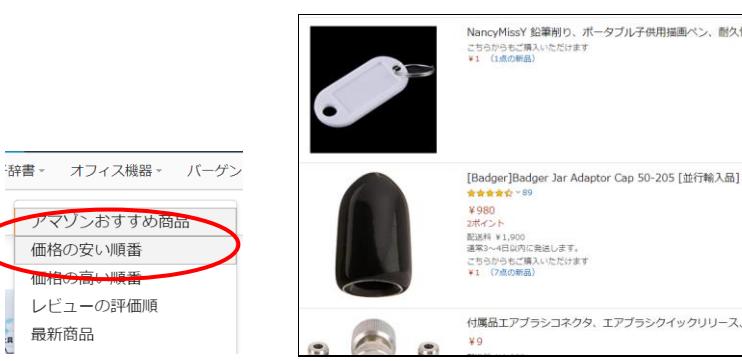 辞書
オフィス機器
バーゲン
アマゾンおすすめ商品
価格の安い順番
価格の高い順番
レビューの評価順
最新商品
NancyMissY 鉛筆削り、ポータブル子供用描画ペン、耐久
こちらからもご購入いただけます
¥1 (1点の新品)
[Badger]Badger Jar Adaptor Cap 50-205 [並行輸入品]
89
¥980
2ポイント
配送料 ¥1,900
通常3~4日以内に発送します。
こちらからもご購入いただけます
¥1 (7点の新品)
付属品エアブラシコネクタ、エアブラシクイックリリース、
¥9